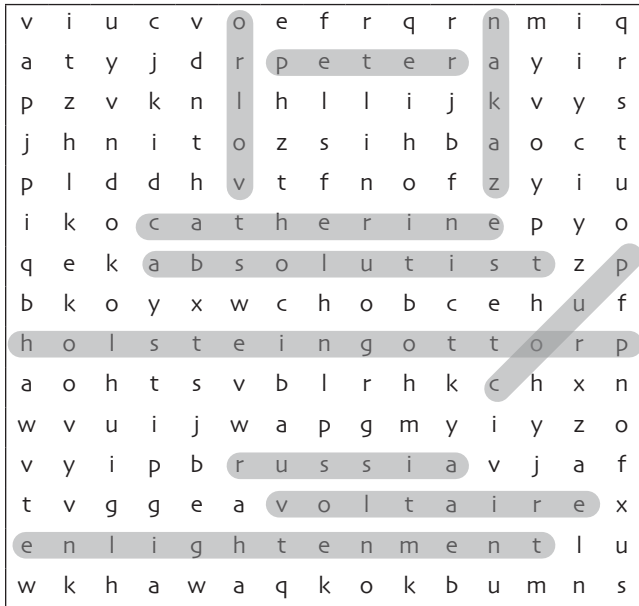 v i u c v o e f r q r n m i q
a t y j d r p e t e r a y i r
p z v k n l h l l i j k v y s
j h n i t o z s i h b a o c t
p l d d h v t f n o f z y i u
i k o c a t h e r i n e p y o
q e k a b s o l u t i s t z p
b k o y x w c h o b c e h u f
h o l s t e i n g o t t o r p
a o h t s v b l r h k c h x n
w v u i j w a p g m y i y z o
v y i p b r u s s i a v j a f
t v g g e a v o l t a i r e x
e n l i g h t e n m e n t l u
w k h a w a q k o k b u m n s